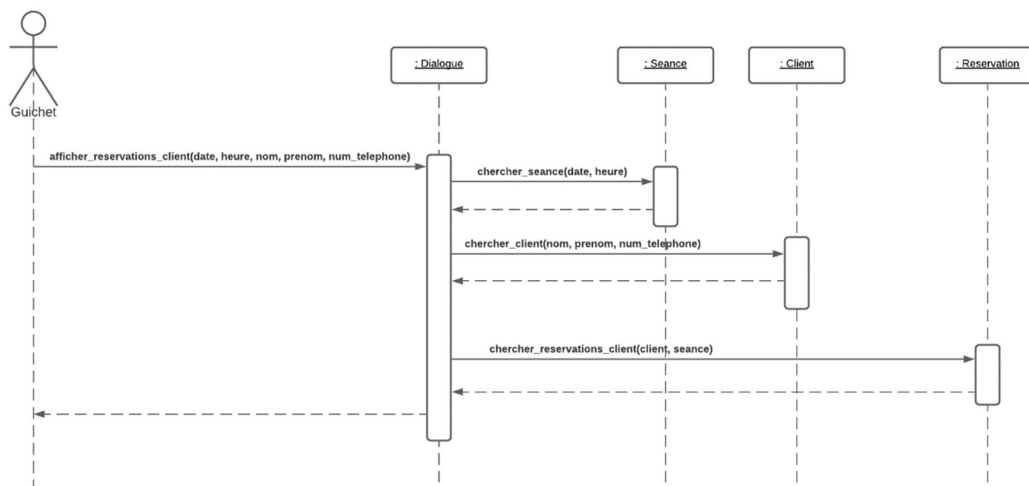 : Dialogue
: Seance
: Client
: Reservation
Guichet
afficher_reservations_client(date, heure, nom, prenom, num_telephone)
chercher_seance(date, heure)
chercher_client(nom, prenom, num_telephone)
chercher_reservations_client(client, seance)